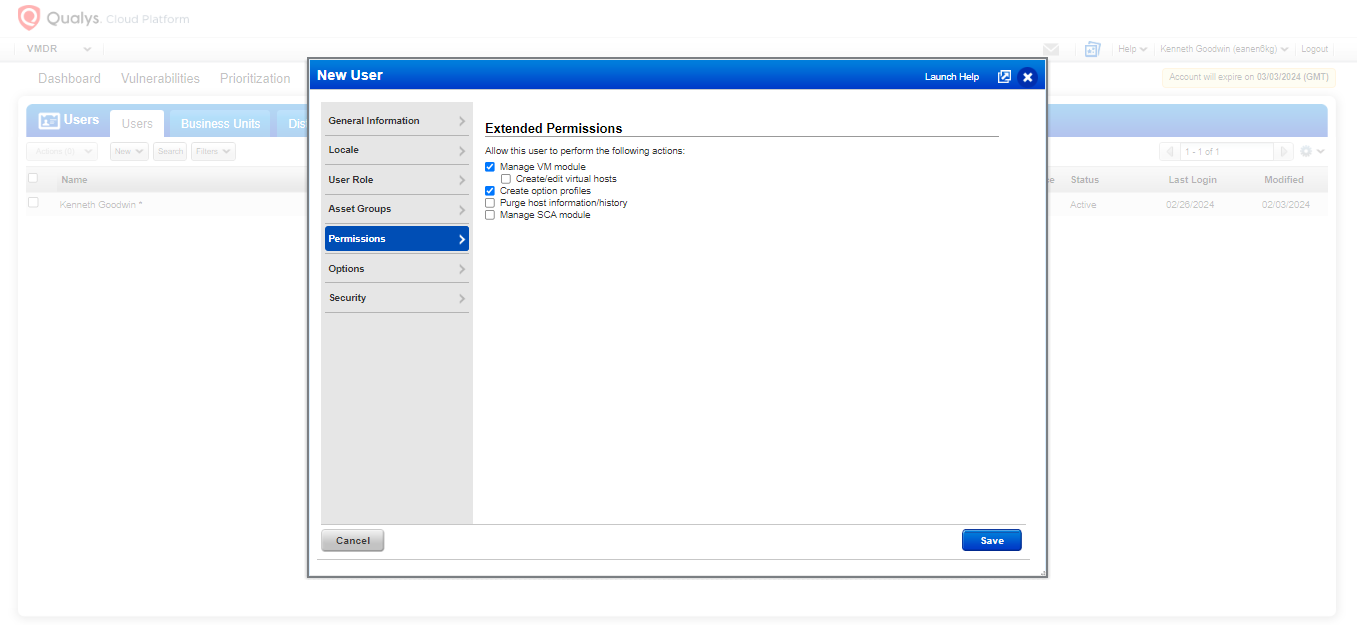 Qualys. Cloud Platform
VMDR
Help
Kenneth Goodwin (eanen5kg)
Logout
Dashboard
Vulnerabilities
Prioritization
Account will expire on 03/03/2024 (GMT)
New User
Launch Help
Users
Users
Business Units
Dis
Actions (0)
New
Search
Filters
1 - 1 of 1
Name
Status
Last Login
Modified
Kenneth Goodwin *
Active
02/26/2024
02/03/2024
General Information
Locale
User Role
Asset Groups
Permissions
Options
Security
Extended Permissions
Allow this user to perform the following actions:
Manage VM module
Create/edit virtual hosts
Create option profiles
Purge host information/history
Manage SCA module
Cancel
Save